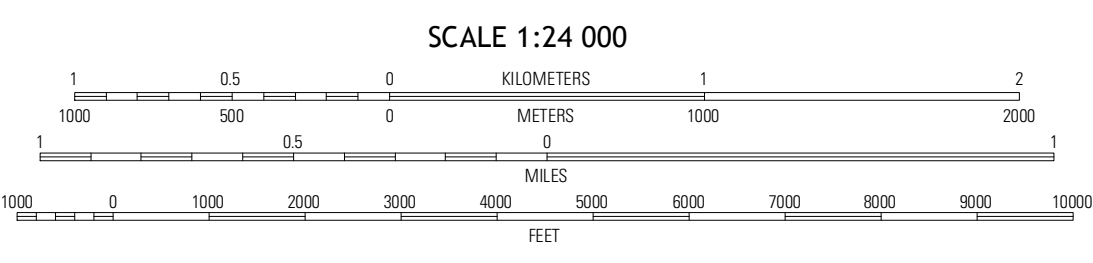 SCALE 1:24 000
1 0.5 0 KILOMETERS 1 2
1000 500 0 METERS 1000 2000
1 0.5 0 1
MILES
1000 0 1000 2000 3000 4000 5000 6000 7000 8000 9000 10000
FEET